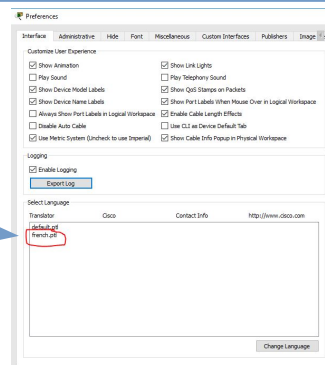 Preferences
Interface Administrative Hide Font Miscellaneous Custom Interfaces Publishers Image
Customize User Experience
Show Animation Show Link Lights
Play Sound Play Telephony Sound
Show Device Model Labels Show QoS Stamps on Packets
Show Device Name Labels Show Port Labels When Mouse Over in Logical Workspace
Always Show Port Labels in Logical Workspace Enable Cable Length Effects
Disable Auto Cable Use CLI as Device Default Tab
Use Metric System (Uncheck to use Imperial) Show Cable Info Popup in Physical Workspace
Logging
Enable Logging
Export Log
Select Language
Translator Cisco Contact Info http://www.cisco.com
default.ptl
french.ptl
Change Language